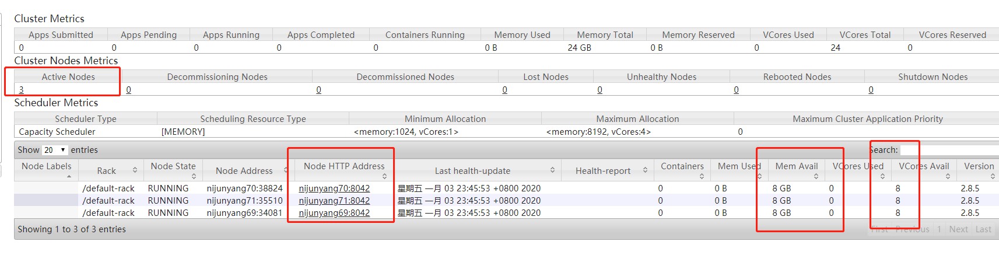 Cluster Metrics
Apps Submitted Apps Pending Apps Running Apps Completed Containers Running Memory Used Memory Total Memory Reserved VCores Used VCores Total VCores Reserved
0 0 0 0 0 0 B 24 GB 0 B 0 24 0
Cluster Nodes Metrics
Active Nodes Decommissioning Nodes Decommissioned Nodes Lost Nodes Unhealthy Nodes Rebooted Nodes Shutdown Nodes
3 0 0 0 0 0 0
Scheduler Metrics
Scheduler Type Scheduling Resource Type Minimum Allocation Maximum Allocation Maximum Cluster Application Priority
Capacity Scheduler [MEMORY] <memory:1024, vCores:1> <memory:8192, vCores:4> 0
Show 20 entries Search:
Node Labels Rack Node State Node Address Node HTTP Address Last health-update Health-report Containers Mem Used Mem Avail VCores Used VCores Avail Version
/default-rack RUNNING nijunyang70:38824 nijunyang70:8042 星期五 一月 03 23:45:53 +0800 2020 0 0 B 8 GB 0 8 2.8.5
/default-rack RUNNING nijunyang71:35510 nijunyang71:8042 星期五 一月 03 23:45:53 +0800 2020 0 0 B 8 GB 0 8 2.8.5
/default-rack RUNNING nijunyang69:34081 nijunyang69:8042 星期五 一月 03 23:45:53 +0800 2020 0 0 B 8 GB 0 8 2.8.5
Showing 1 to 3 of 3 entries First Previous 1 Next Last